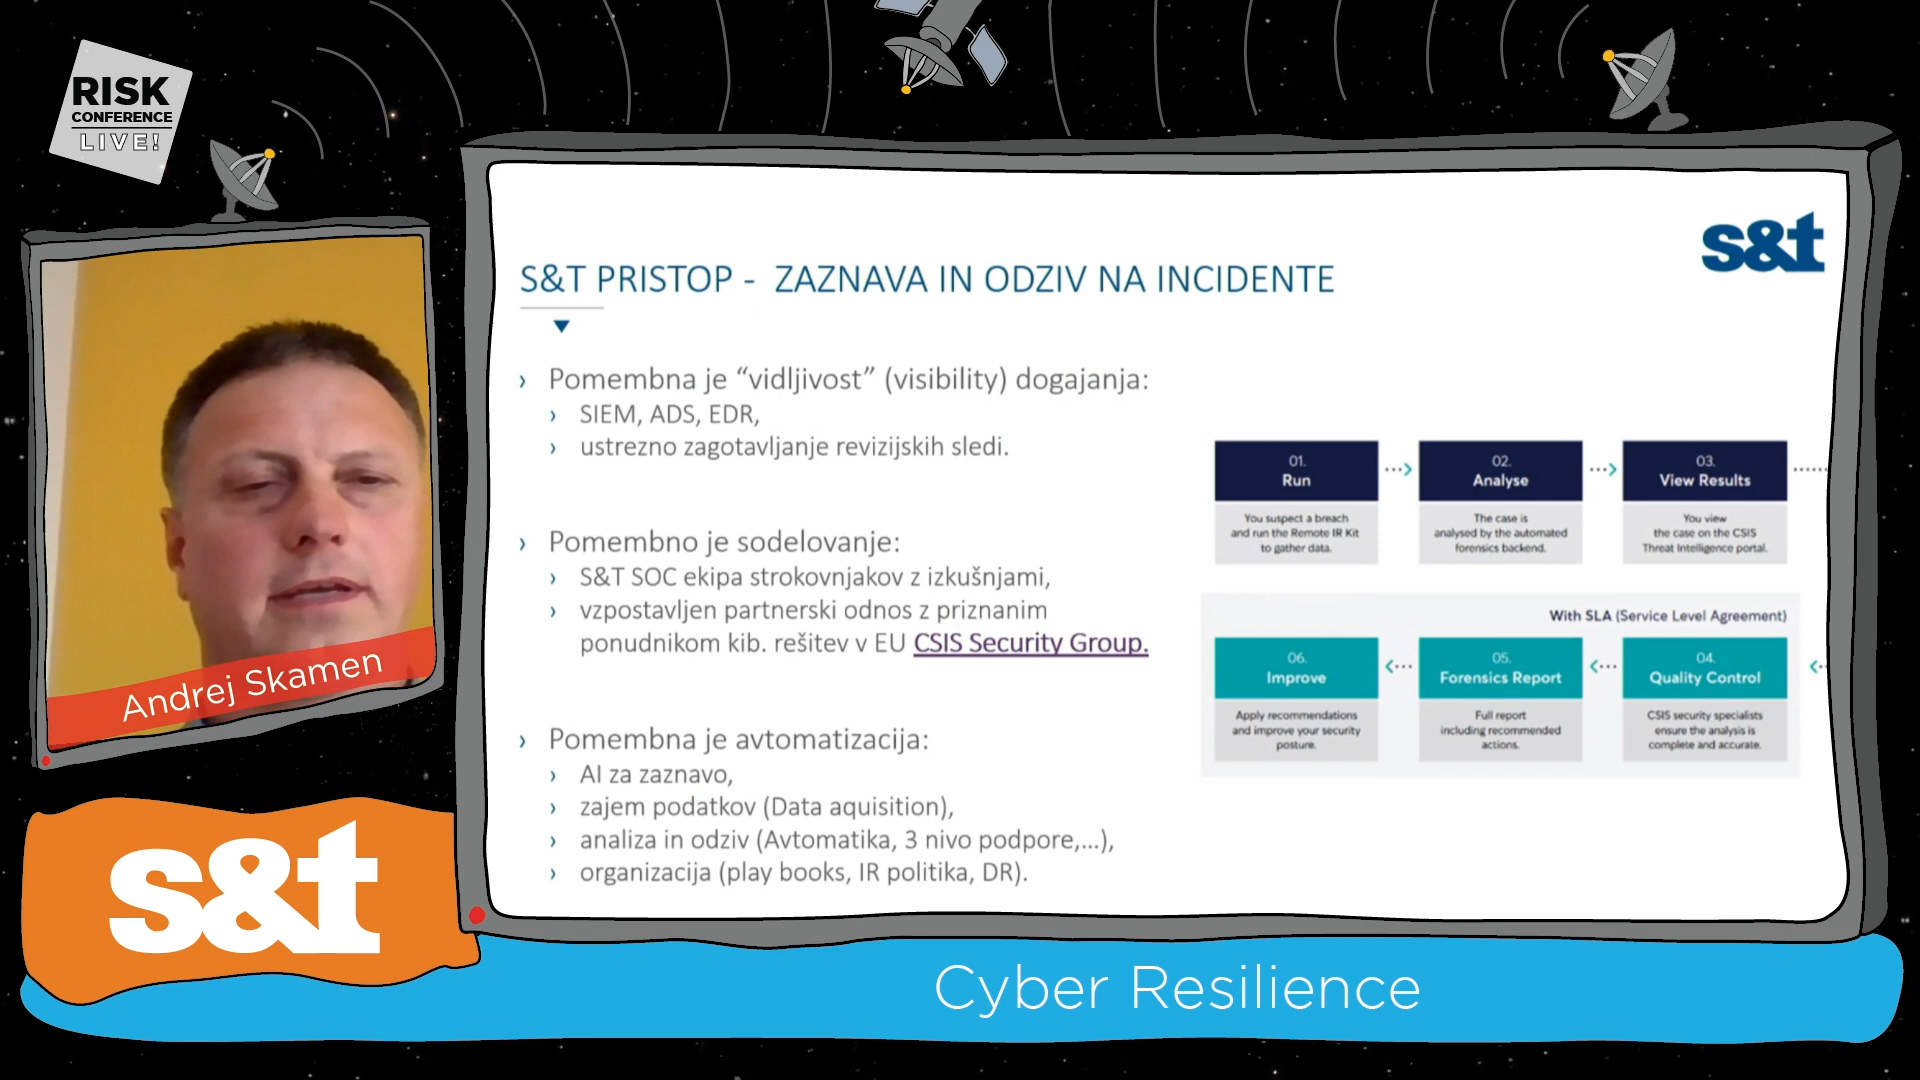 RISK
CONFERENCE
LIVE!
s&t
S&T PRISTOP - ZAZNAVA IN ODZIV NA INCIDENTE
› Pomembna je “vidljivost” (visibility) dogajanja:
› SIEM, ADS, EDR,
› ustrezno zagotavljanje revizijskih sledi.
› Pomembno je sodelovanje:
› S&T SOC ekipa strokovnjakov z izkušnjami,
› vzpostavljen partnerski odnos z priznanim
ponudnikom kib. rešitev v EU CSIS Security Group.
› Pomembna je avtomatizacija:
› AI za zaznavo,
› zajem podatkov (Data aquisition),
› analiza in odziv (Avtomatika, 3 nivo podpore,...),
› organizacija (play books, IR politika, DR).
01.
Run
You suspect a breach
and run the Remote IR Kit
to gather data.
02.
Analyse
The case is
analysed by the automated
forensics backend.
03.
View Results
You view
the case on the CSIS
Threat Intelligence portal.
With SLA (Service Level Agreement)
06.
Improve
Apply recommendations
and improve your security
posture.
05.
Forensics Report
Full report
including recommended
actions.
04.
Quality Control
CSIS security specialists
ensure the analysis is
complete and accurate.
Andrej Skamen
s&t
Cyber Resilience